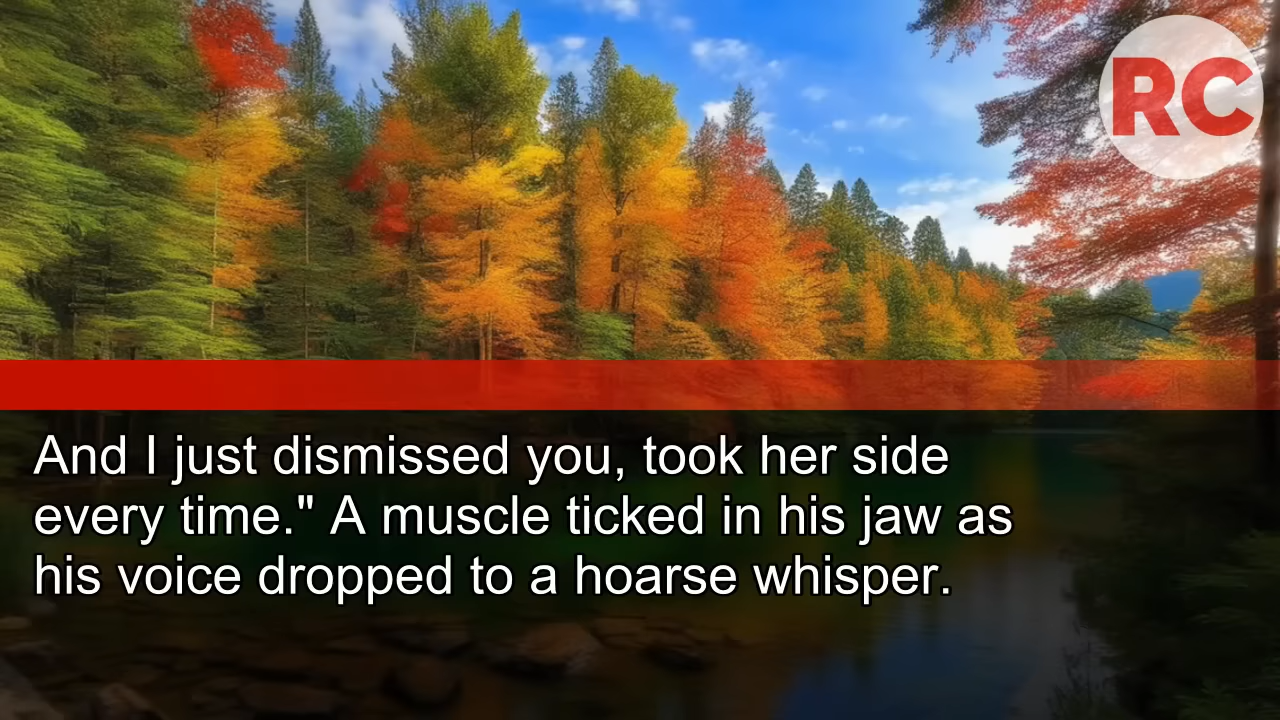 RC
And I just dismissed you, took her side
every time." A muscle ticked in his jaw as
his voice dropped to a hoarse whisper.